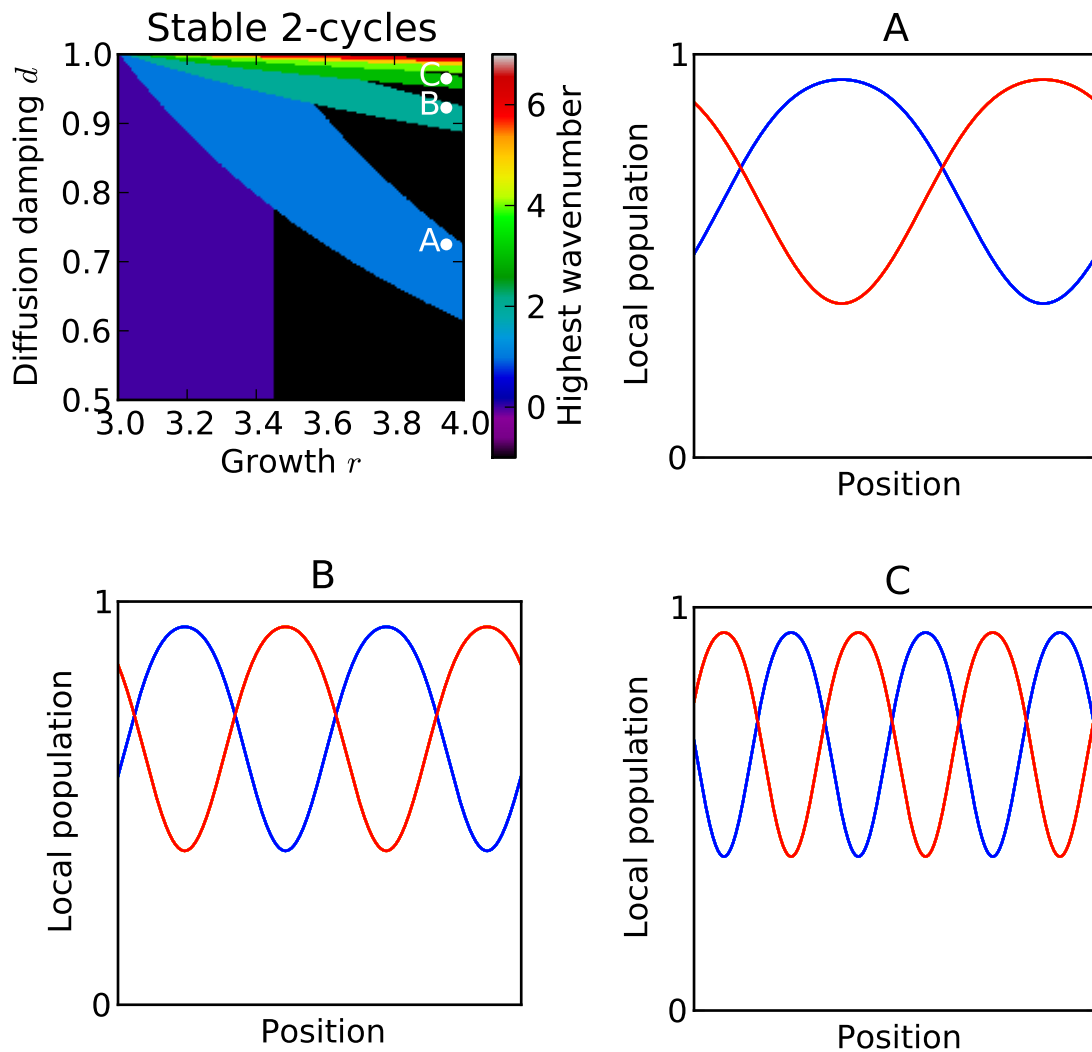 Stable 2-cycles
Diffusion damping d
1.0
0.9
0.8
0.7
0.6
0.5
C
B
A
3.0 3.2 3.4 3.6 3.8 4.0
Growth r
6
4
2
0
Highest wavenumber
A
1
0
Local population
Position
B
1
0
Local population
Position
C
1
0
Local population
Position